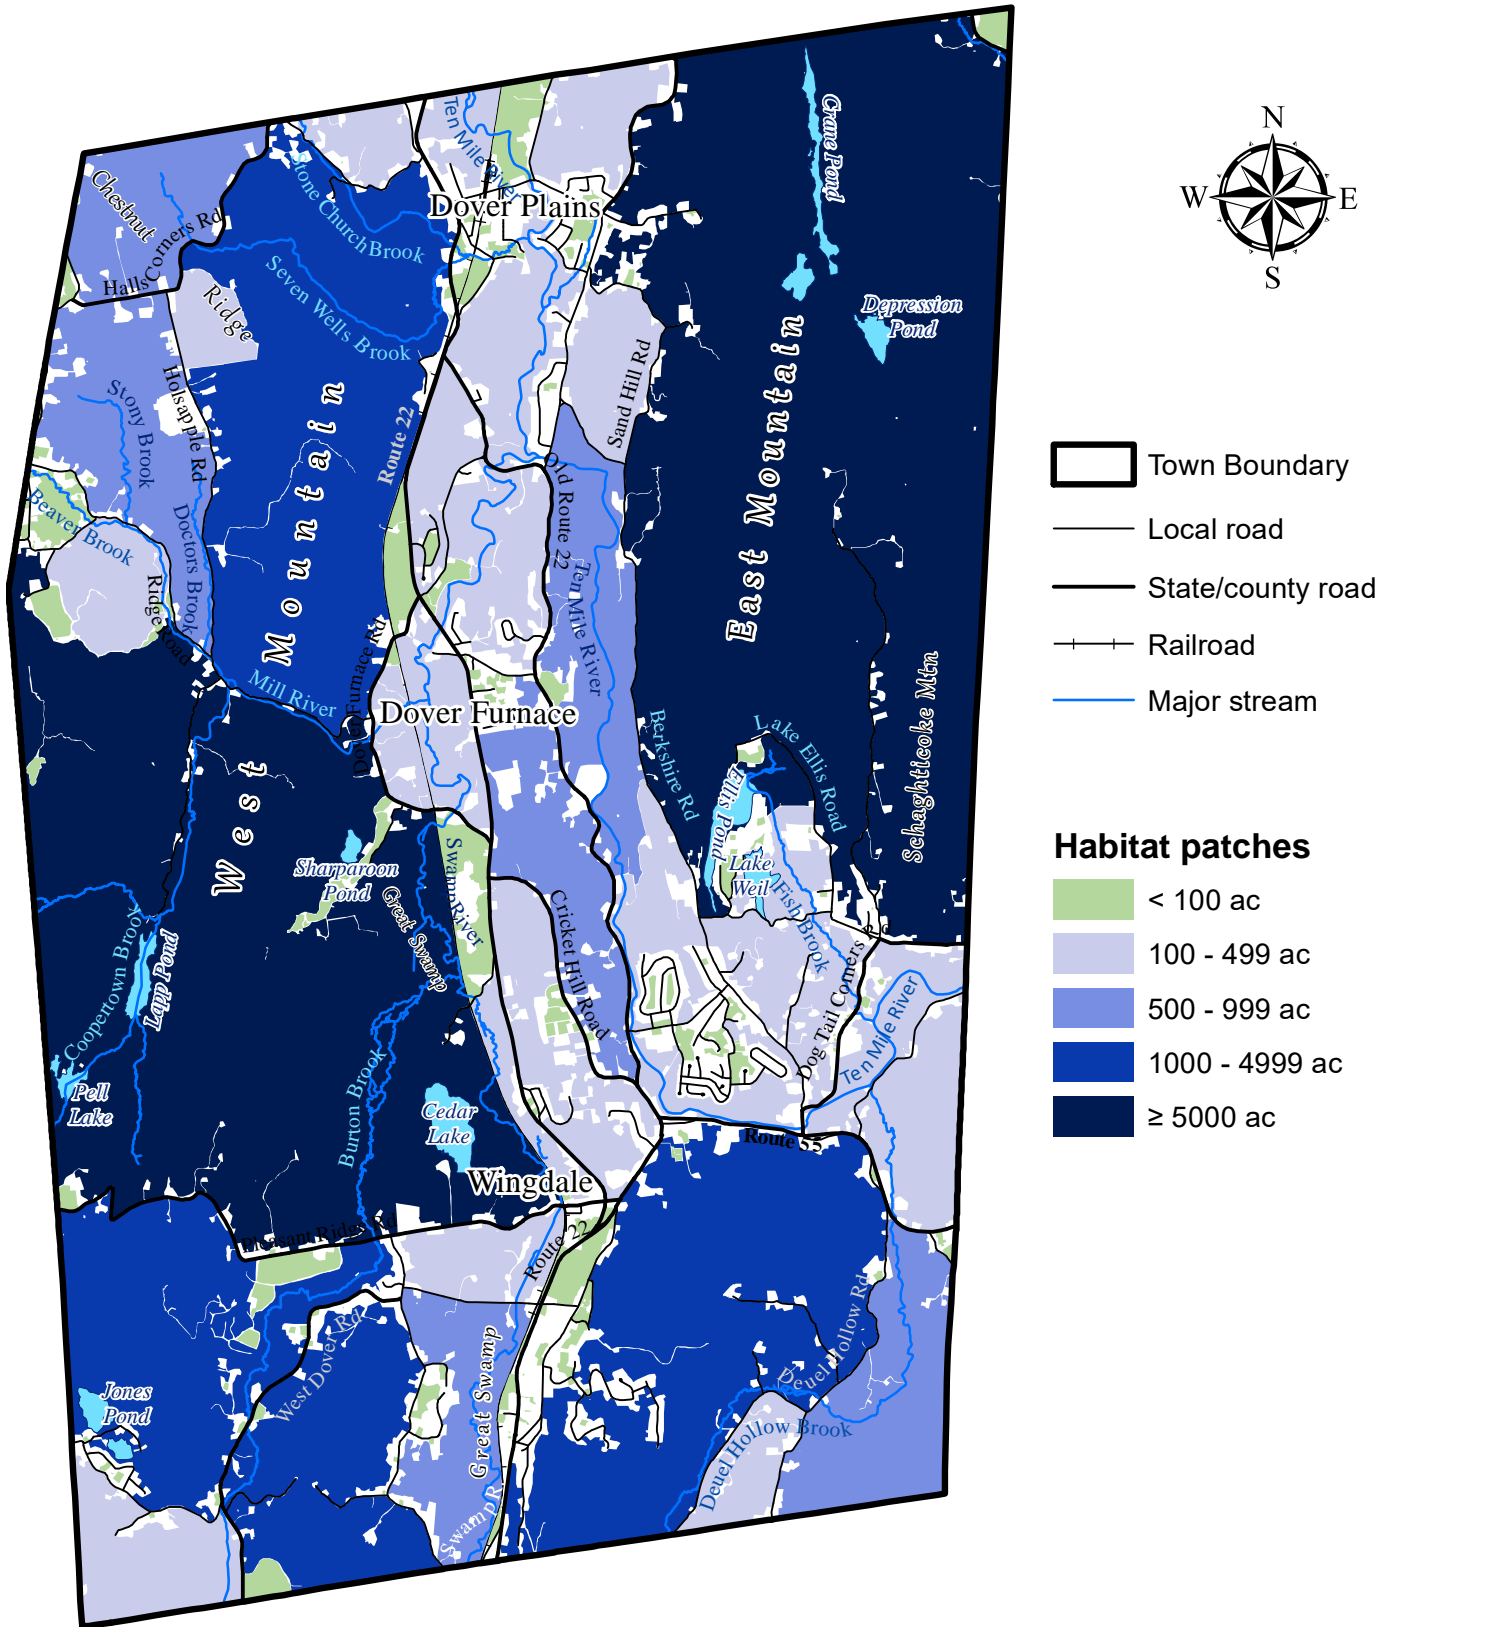 Ten Mile River
Crane Pond
Stone Church Brook
Dover Plains
Chestnut
Ridge
Halls Corners Rd
Seven Wells Brook
Depression
Pond
N
W
E
S
Stony Brook
Holsapple Rd
Route 22
Sand Hill Rd
East Mountain
West
Mountain
Beaver Brook
Doctors Brook
Ridge Road
Old Route 22
Ten Mile River
Mill River
Dover Furnace Rd
Dover Furnace
Berkshire Rd
Lake Ellis Road
Schaghticoke Mtn
Ellis Pond
Lake
Weil
Fish Brook
Sharparoon
Pond
Great Swamp
Swamp River
Cricket Hill Road
Coopertown Brook
Lapp Pond
Pell
Lake
Burton Brook
Cedar
Lake
Dog Tail Corners
Ten Mile River
Wingdale
Route 55
Pleasant Ridge Rd
Route 22
West Dover Rd
Jones
Pond
Great Swamp
Swamp R
Deuel Hollow Rd
Deuel Hollow Brook
Town Boundary
Local road
State/county road
Railroad
Major stream
Habitat patches
< 100 ac
100 - 499 ac
500 - 999 ac
1000 - 4999 ac
≥ 5000 ac